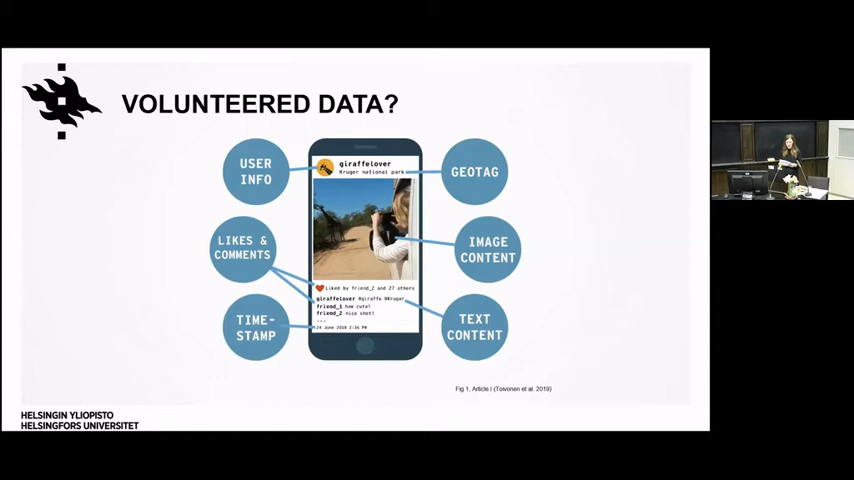 VOLUNTEERED DATA?
USER
INFO
giraffelover
Kruger national park
GEOTAG
LIKES &
COMMENTS
IMAGE
CONTENT
Liked by friend_2 and 27 others
giraffelover #giraffe #Kruger
friend_1 how cute!
friend_2 nice shot!
...
24 June 2018 2:36 PM
TIME-
STAMP
TEXT
CONTENT
Fig 1, Article I (Toivonen et al. 2019)
HELSINGIN YLIOPISTO
HELSINGFORS UNIVERSITET